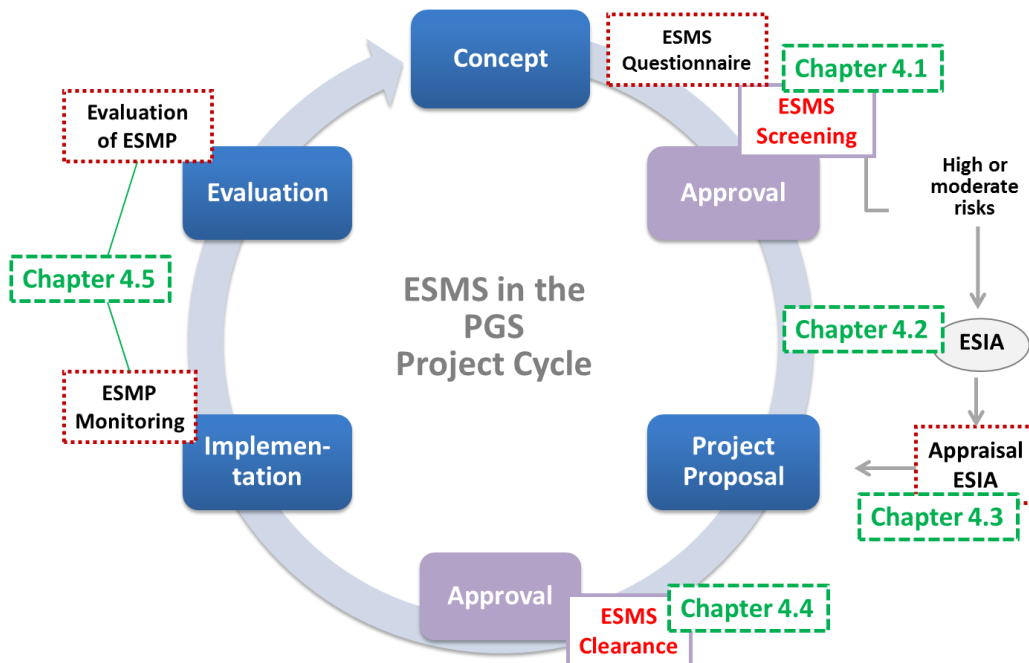 Concept
ESMS
Questionnaire
Chapter 4.1
ESMS
Screening
Approval
High or
moderate
risks
Chapter 4.2
ESIA
Appraisal
ESIA
Chapter 4.3
Project
Proposal
Chapter 4.4
ESMS
Clearance
Approval
Implemen-
tation
ESMP
Monitoring
Chapter 4.5
Evaluation
Evaluation
of ESMP
ESMS in the
PGS
Project Cycle